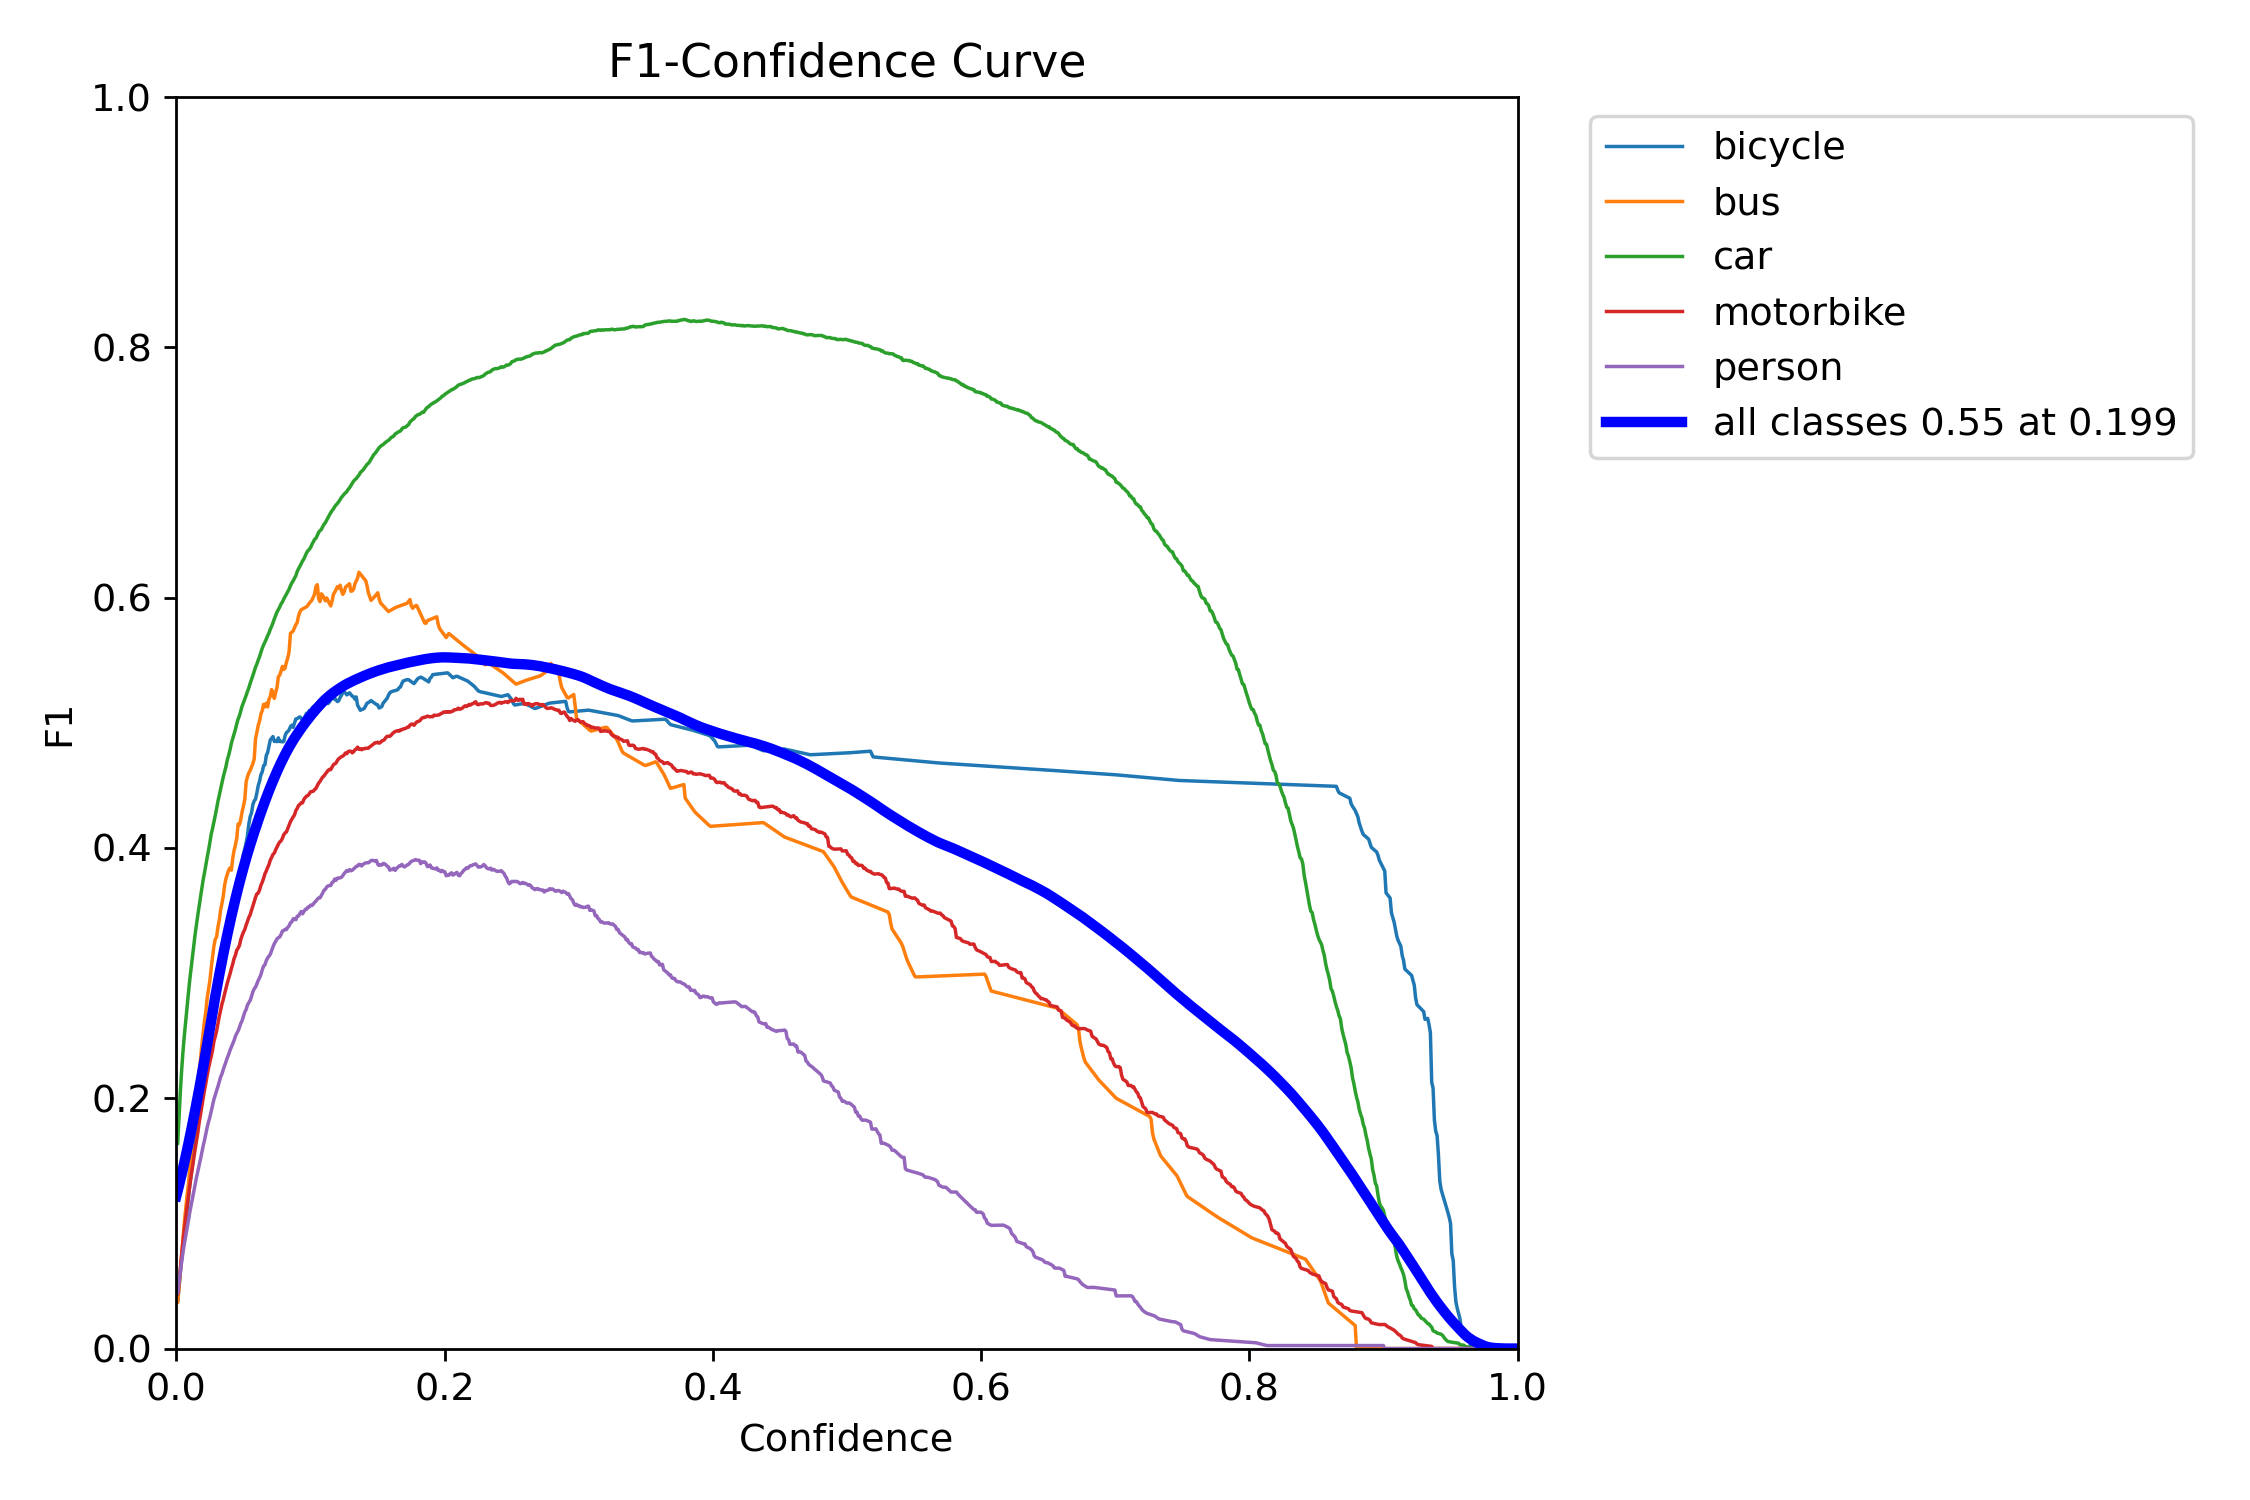 F1-Confidence Curve
1.0
0.8
0.6
0.4
0.2
0.0
F1
0.0 0.2 0.4 0.6 0.8 1.0
Confidence
bicycle
bus
car
motorbike
person
all classes 0.55 at 0.199